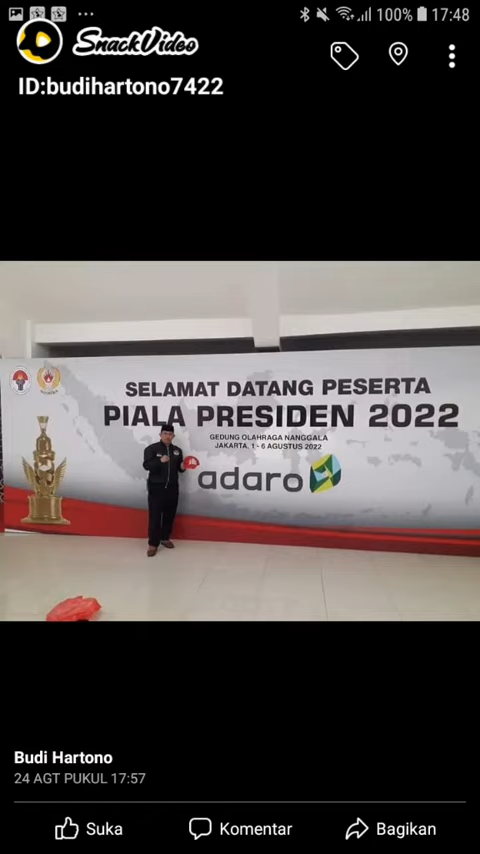 100% 17:48
SnackVideo
ID:budihartono7422
SELAMAT DATANG PESERTA
PIALA PRESIDEN 2022
GEDUNG OLAHRAGA NANGGALA
JAKARTA, 1 - 6 AGUSTUS 2022
adaro
Budi Hartono
24 AGT PUKUL 17:57
Suka
Komentar
Bagikan